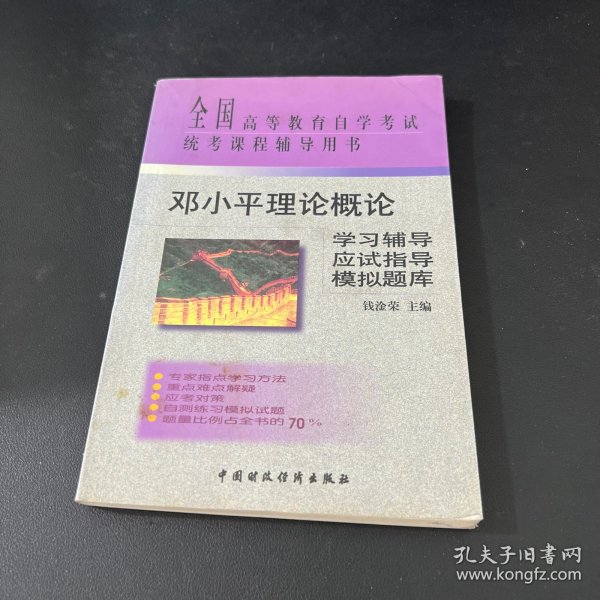 全国高等教育自学考试
统考课程辅导用书
邓小平理论概论
学习辅导
应试指导
模拟题库
钱淦荣 主编
专家指点学习方法
重点难点解疑
应考对策
自测练习模拟试题
题量比例占全书的70%
中国财政经济出版社
孔夫子旧书网
www.kongfz.com